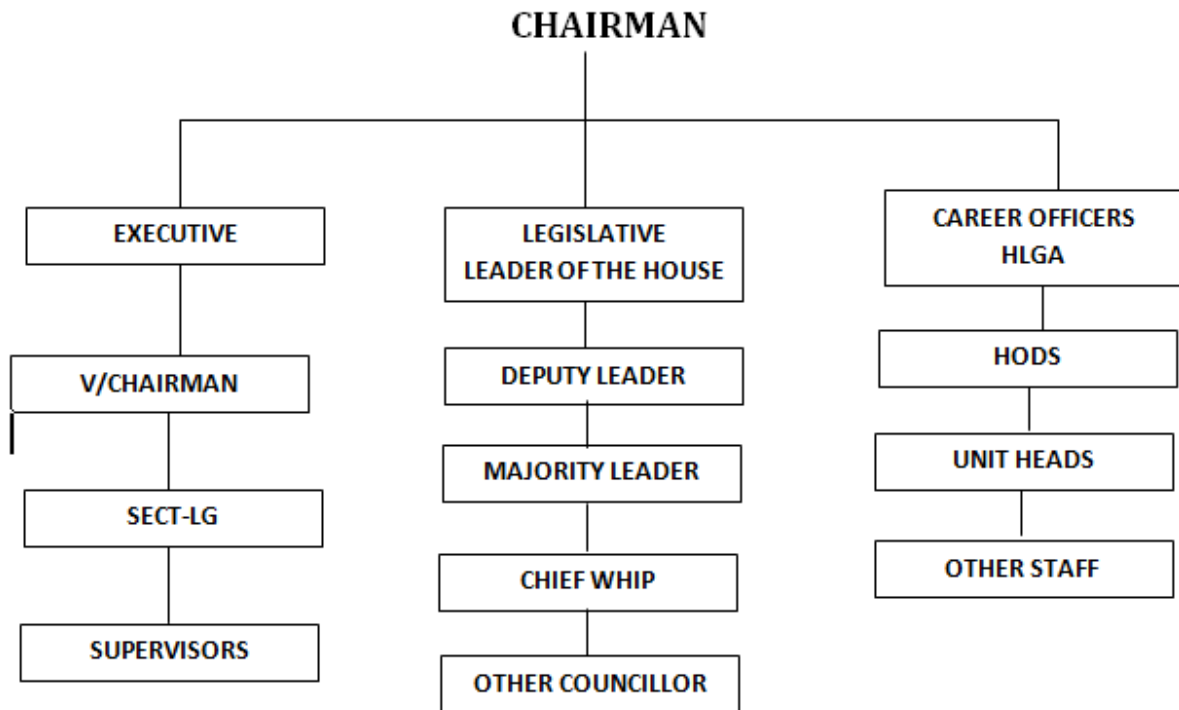 CHAIRMAN
EXECUTIVE
V/CHAIRMAN
SECT-LG
SUPERVISORS
LEGISLATIVE
LEADER OF THE HOUSE
DEPUTY LEADER
MAJORITY LEADER
CHIEF WHIP
OTHER COUNCILLOR
CAREER OFFICERS
HLGA
HODS
UNIT HEADS
OTHER STAFF